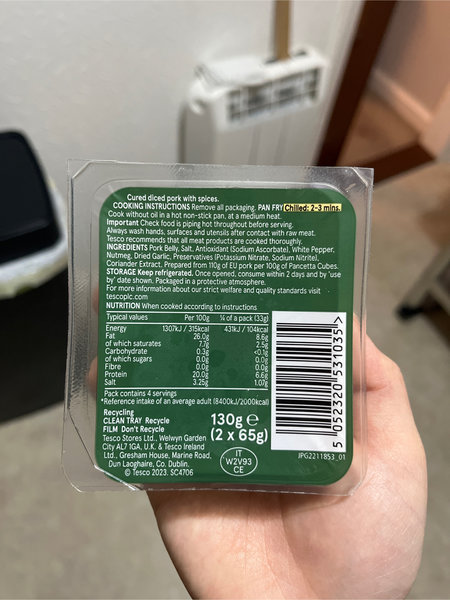 Cured diced pork with spices.
COOKING INSTRUCTIONS Remove all packaging. PAN FRY Chilled: 2-3 mins.
Cook without oil in a hot non-stick pan, at a medium heat.
Important Check food is piping hot throughout before serving.
Always wash hands, surfaces and utensils after contact with raw meat.
Tesco recommends that all meat products are cooked thoroughly.
INGREDIENTS Pork Belly, Salt, Antioxidant (Sodium Ascorbate), White Pepper,
Nutmeg, Dried Garlic, Preservatives (Potassium Nitrate, Sodium Nitrite),
Coriander Extract. Prepared from 110g of EU pork per 100g of Pancetta Cubes.
STORAGE Keep refrigerated. Once opened, consume within 2 days and by 'use
by' date shown. Packaged in a protective atmosphere.
For more information about our strict welfare and quality standards visit
tescoplc.com
NUTRITION When cooked according to instructions
Typical values Per 100g ¼ of a pack (33g)
Energy 1307kJ / 315kcal 431kJ / 104kcal
Fat 26.0g 8.6g
of which saturates 7.7g 2.5g
Carbohydrate 0.3g <0.1g
of which sugars 0.0g 0.0g
Fibre 0.0g 0.0g
Protein 20.0g 6.6g
Salt 3.25g 1.07g
Pack contains 4 servings
*Reference intake of an average adult (8400kJ/2000kcal)
Recycling
CLEAN TRAY Recycle
FILM Don't Recycle
130g e
(2 x 65g)
Tesco Stores Ltd., Welwyn Garden
City AL7 1GA, U.K. & Tesco Ireland
Ltd., Gresham House, Marine Road,
Dun Laoghaire, Co. Dublin.
© Tesco 2023. SC4706
IT
W2V93
CE
5 052320 531035 >
JPG2211853_01